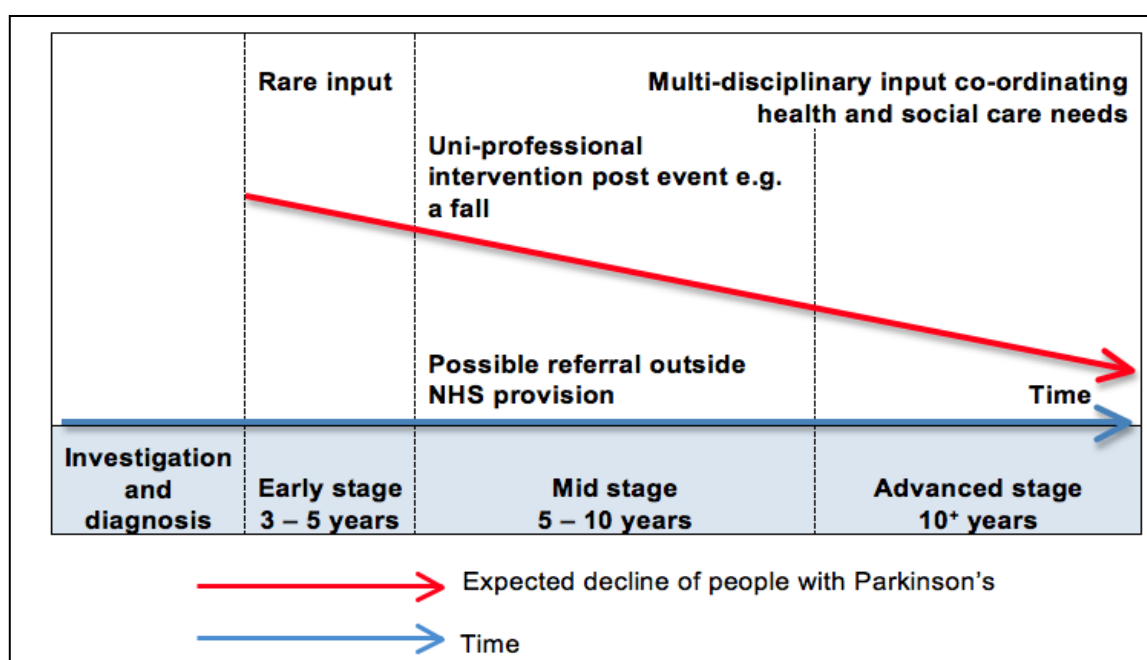 Rare input
Multi-disciplinary input co-ordinating
health and social care needs
Uni-professional
intervention post event e.g.
a fall
Possible referral outside
NHS provision
Time
Investigation
and
diagnosis
Early stage
3 – 5 years
Mid stage
5 – 10 years
Advanced stage
10⁺ years
Expected decline of people with Parkinson’s
Time